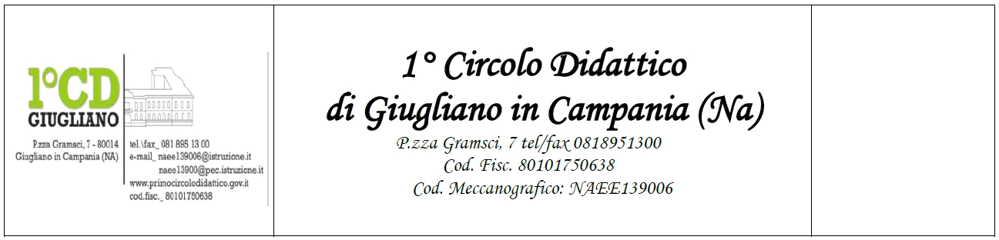 1°CD
GIUGLIANO
P.zza Gramsci, 7 - 80014
Giugliano in Campania (NA)
tel.\fax_ 081 895 13 00
e-mail_ naee139006@istruzione.it
naee13900@pec.istruzione.it
www.primocircolodidattico.gov.it
cod.fisc._ 80101750638
1° Circolo Didattico
di Giugliano in Campania (Na)
P.zza Gramsci, 7 tel/fax 0818951300
Cod. Fisc. 80101750638
Cod. Meccanografico: NAEE139006